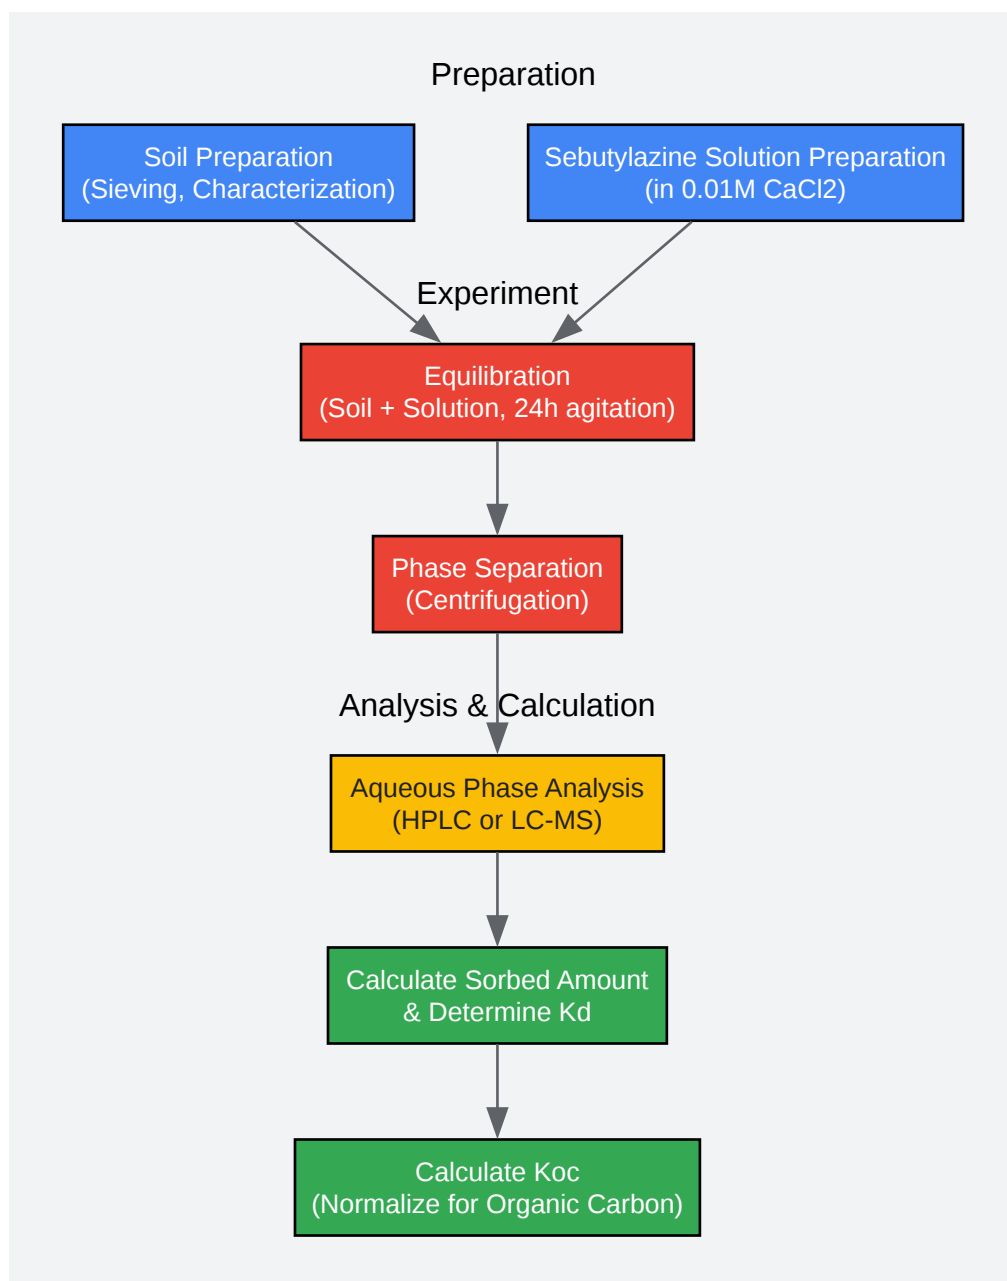 Preparation
Soil Preparation
(Sieving, Characterization)
Sebutylazine Solution Preparation
(in 0.01M CaCl2)
Experiment
Equilibration
(Soil + Solution, 24h agitation)
Phase Separation
(Centrifugation)
Analysis & Calculation
Aqueous Phase Analysis
(HPLC or LC-MS)
Calculate Sorbed Amount
& Determine Kd
Calculate Koc
(Normalize for Organic Carbon)